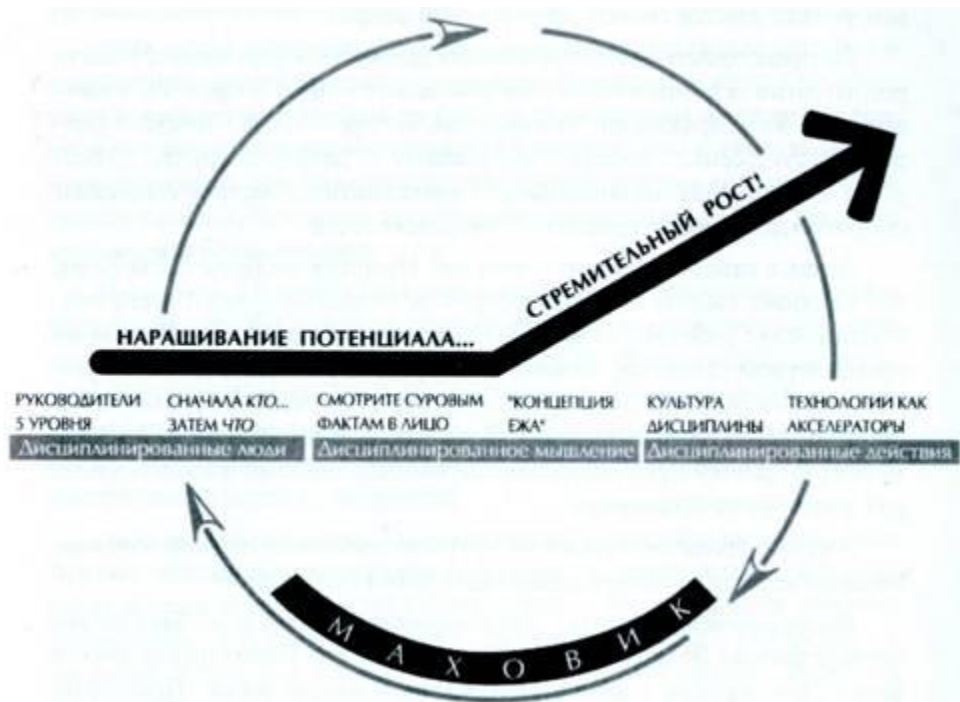 СТРЕМИТЕЛЬНЫЙ РОСТ!
НАРАЩИВАНИЕ ПОТЕНЦИАЛА...
РУКОВОДИТЕЛИ
5 УРОВНЯ
СНАЧАЛА КТО...
ЗАТЕМ ЧТО
СМОТРИТЕ СУРОВЫМ
ФАКТАМ В ЛИЦО
"КОНЦЕПЦИЯ
ЕЖА"
КУЛЬТУРА
ДИСЦИПЛИНЫ
ТЕХНОЛОГИИ КАК
АКСЕЛЕРАТОРЫ
Дисциплинированные люди
Дисциплинированное мышление
Дисциплинированные действия
МАХОВИК